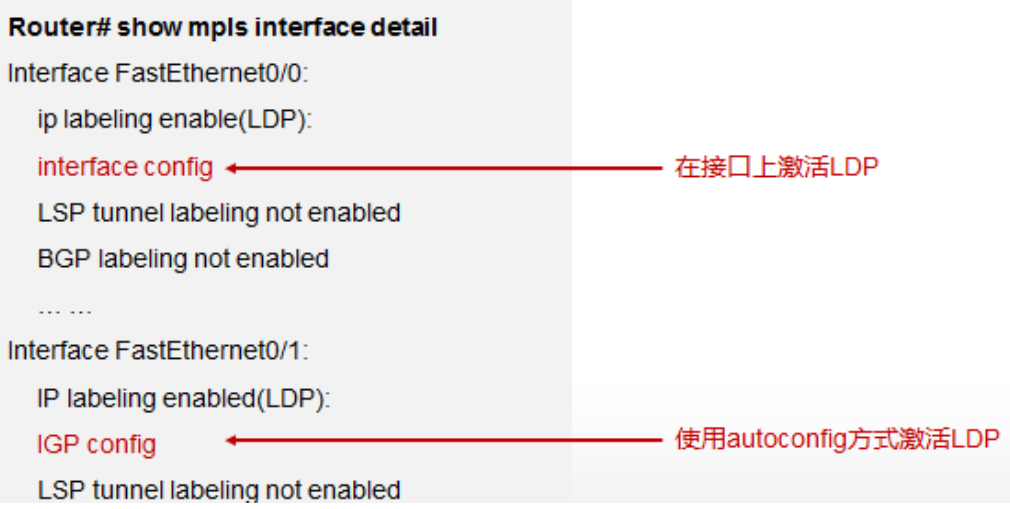 Router# show mpls interface detail
Interface FastEthernet0/0:
ip labeling enable(LDP):
interface config 在接口上激活LDP
LSP tunnel labeling not enabled
BGP labeling not enabled
… …
Interface FastEthernet0/1:
IP labeling enabled(LDP):
IGP config 使用autoconfig方式激活LDP
LSP tunnel labeling not enabled